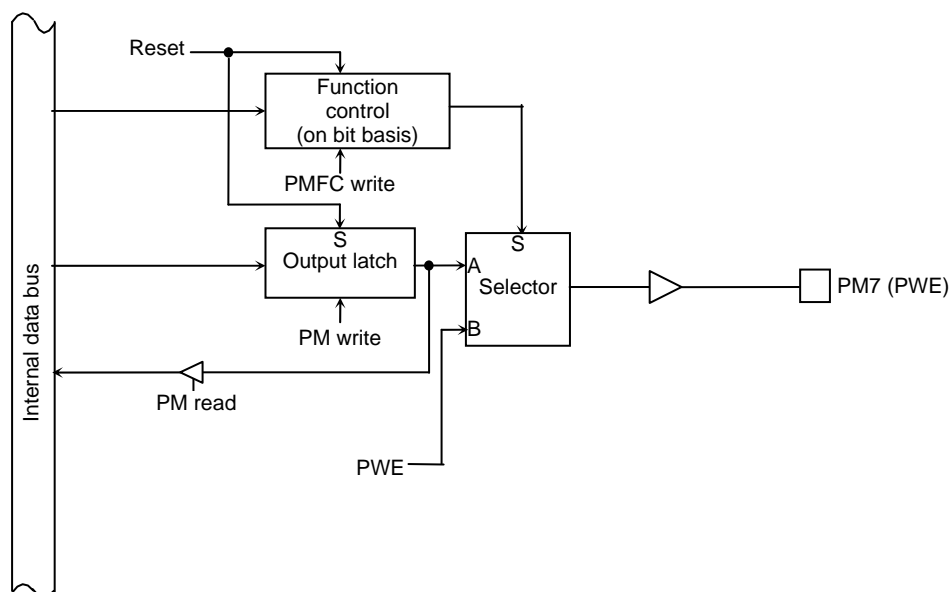 Reset
Function
control
(on bit basis)
PMFC write
S
Output latch
PM write
PM read
S
A
Selector
B
PWE
PM7 (PWE)
Internal data bus